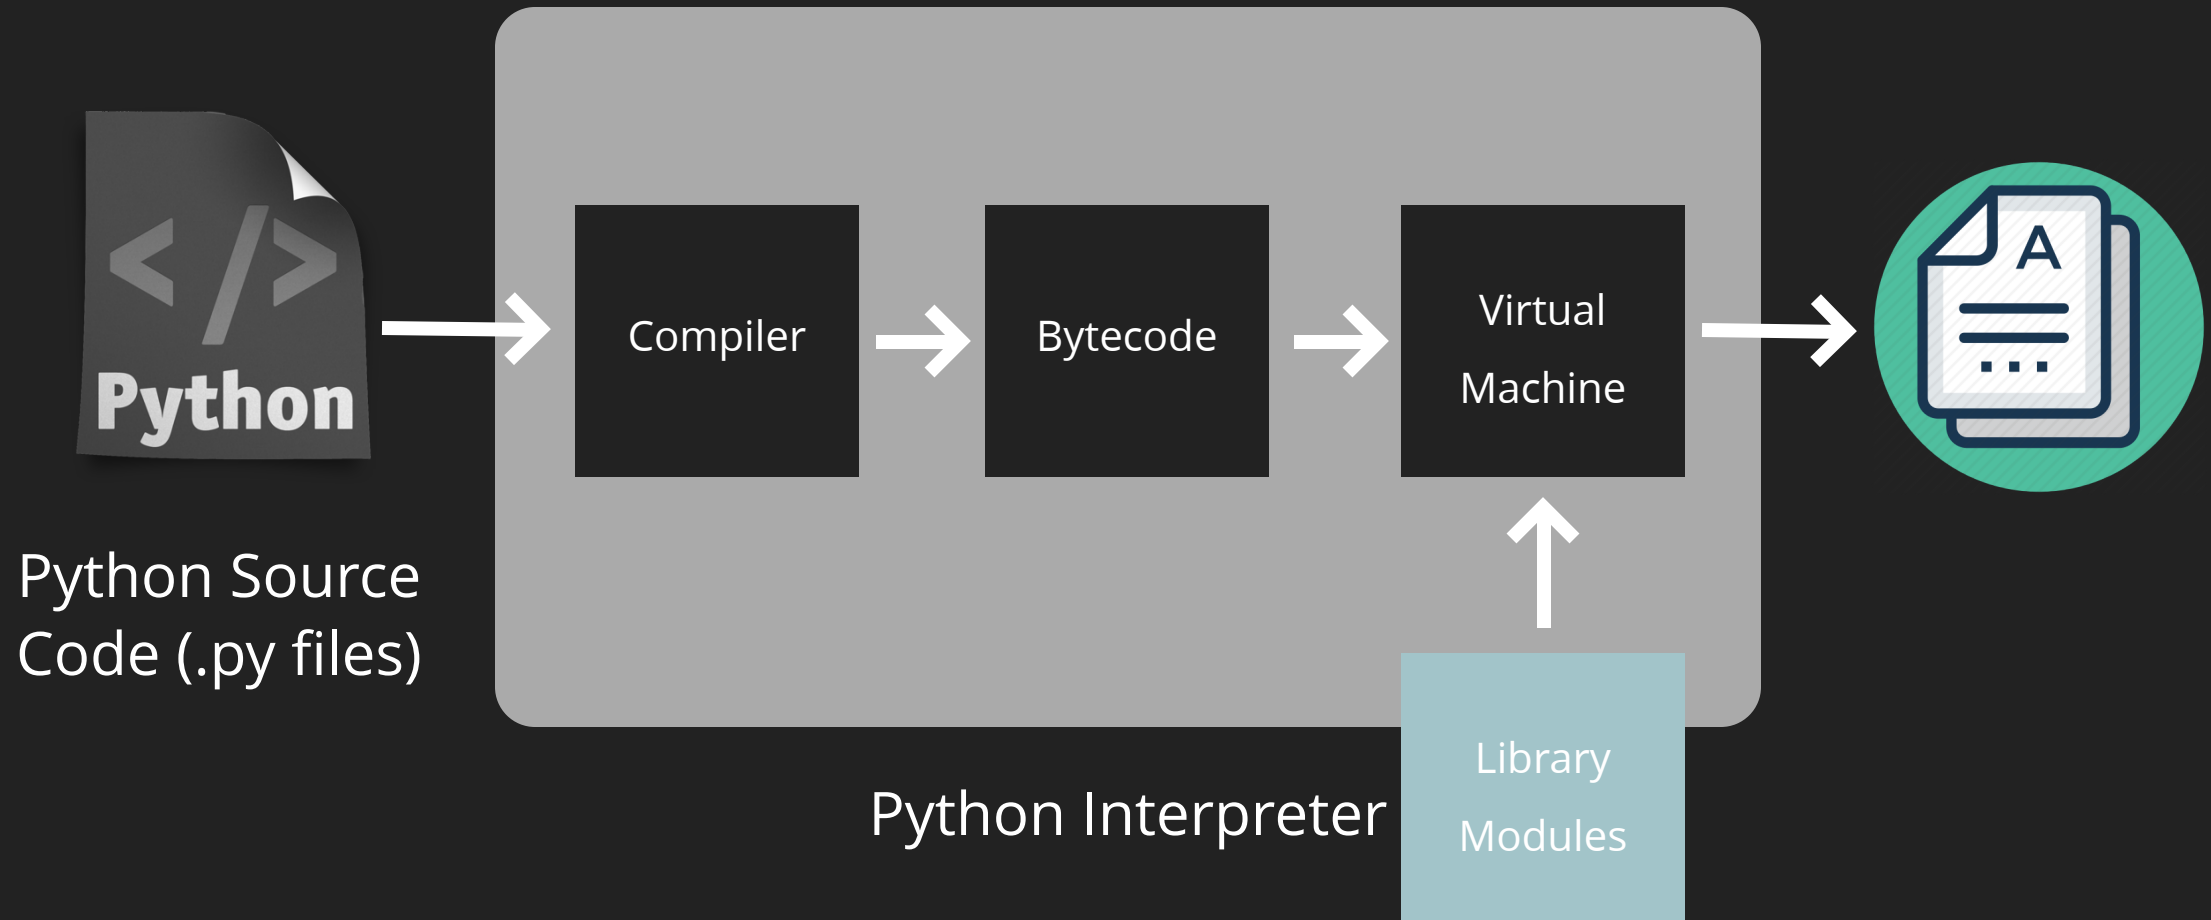 </>
Python
Python Source
Code (.py files)
Compiler
Bytecode
Virtual
Machine
A
Library
Modules
Python Interpreter